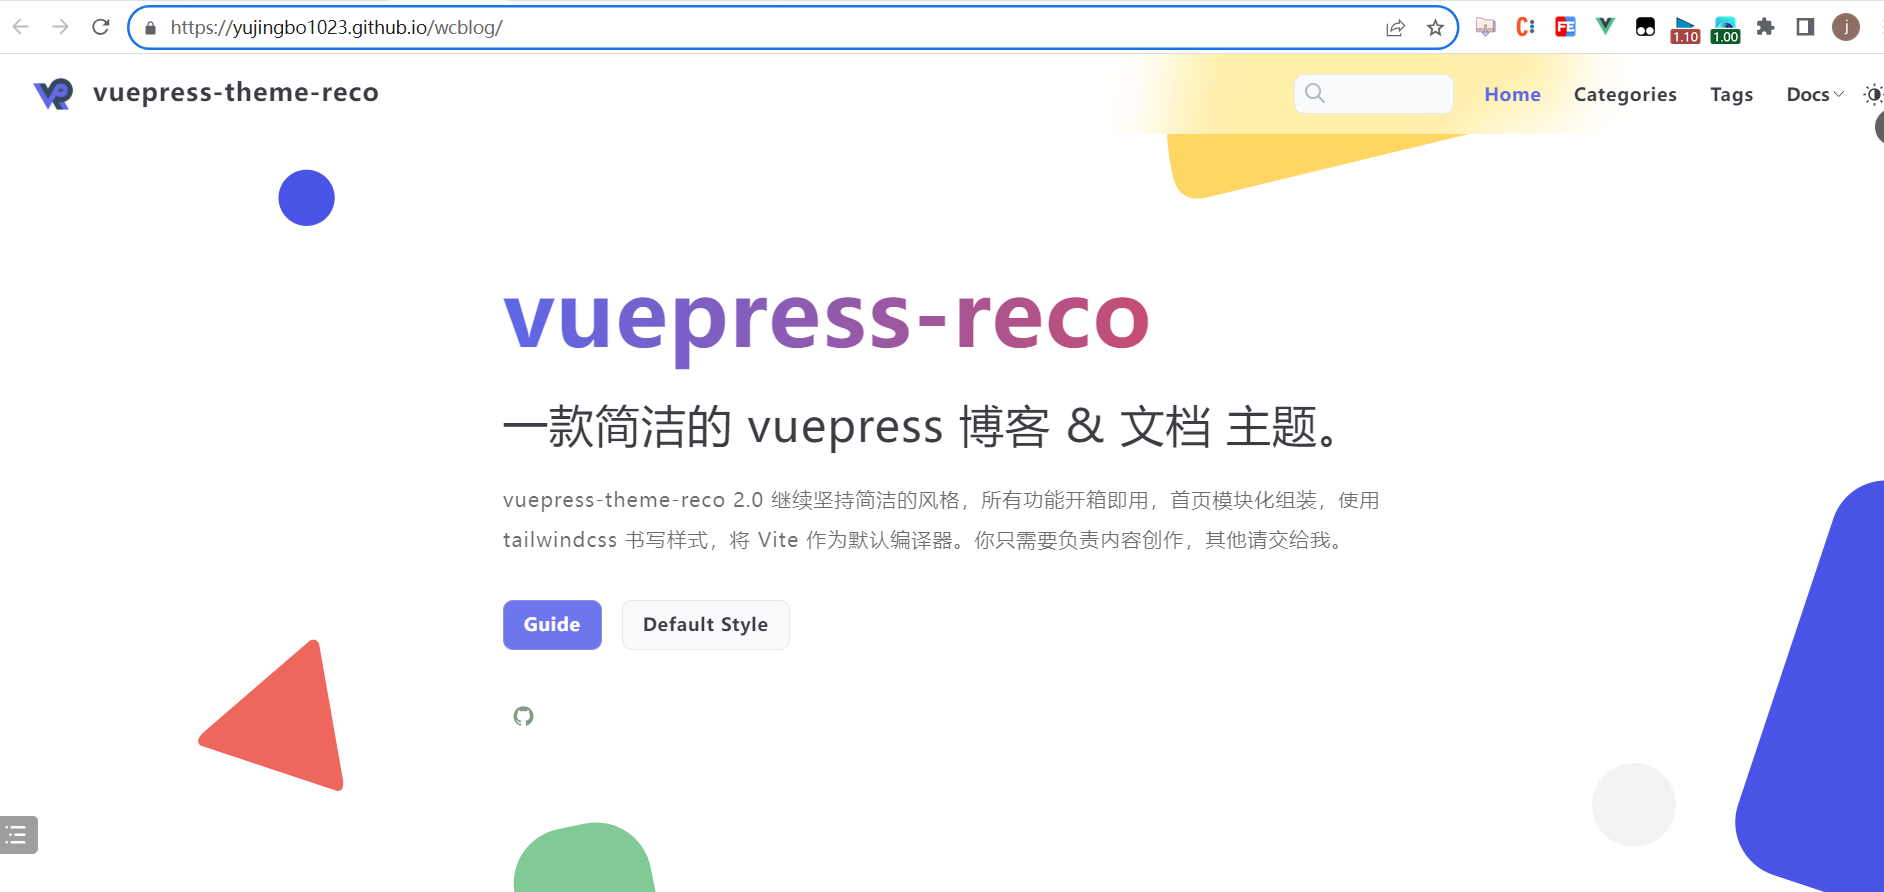 https://yujingbo1023.github.io/wcblog/
1.10
1.00
j
vuepress-theme-reco
Home
Categories
Tags
Docs
vuepress-reco
一款简洁的 vuepress 博客 & 文档 主题。
vuepress-theme-reco 2.0 继续坚持简洁的风格，所有功能开箱即用，首页模块化组装，使用
tailwindcss 书写样式，将 Vite 作为默认编译器。你只需要负责内容创作，其他请交给我。
Guide
Default Style